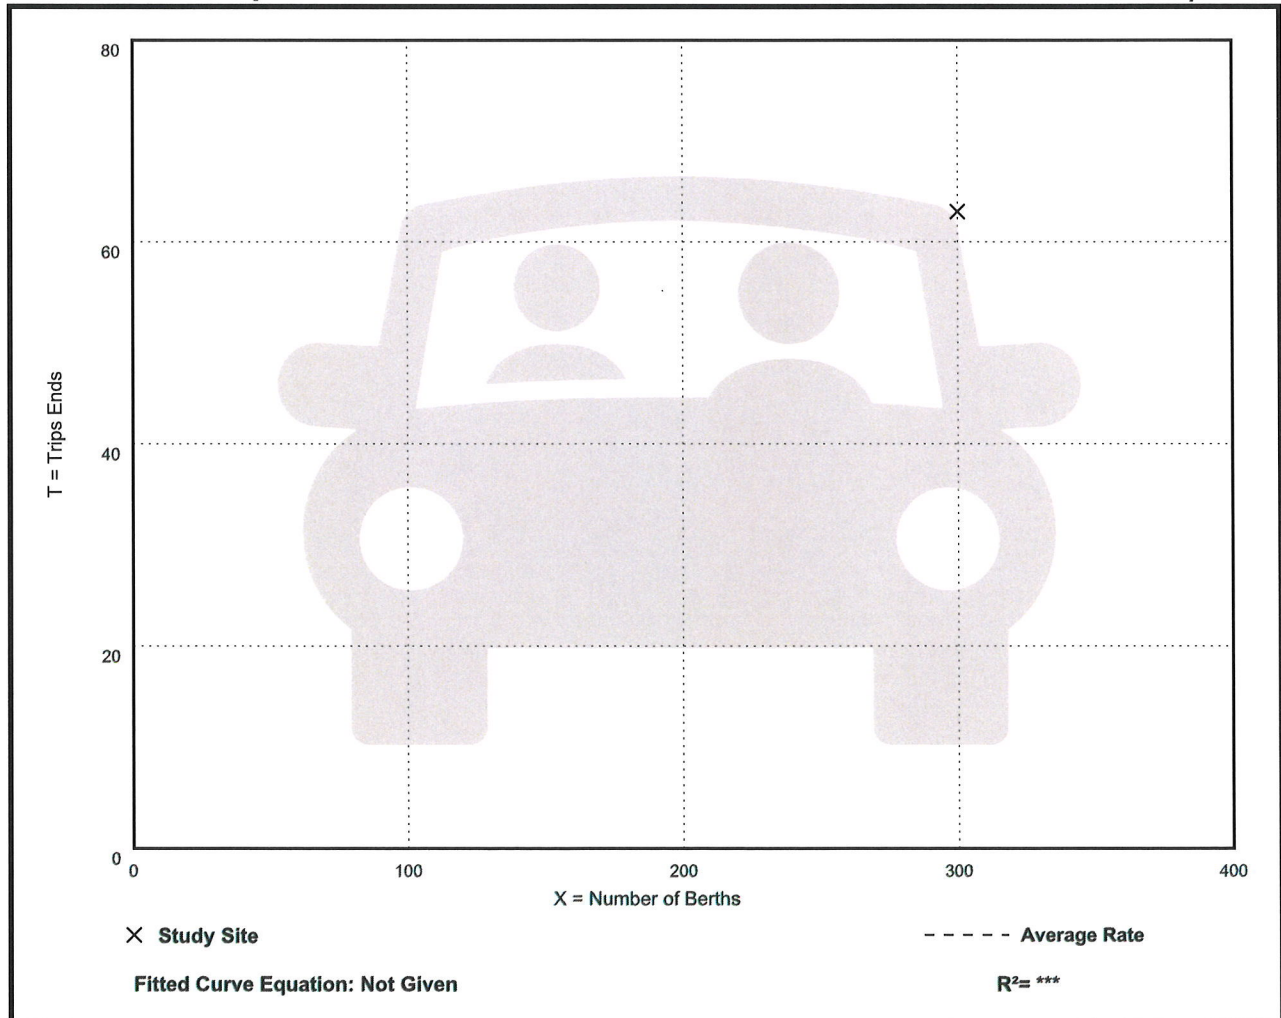 80
60
40
20
0
T = Trips Ends
0 100 200 300 400
X = Number of Berths
Study Site
Average Rate
Fitted Curve Equation: Not Given
R²= ***